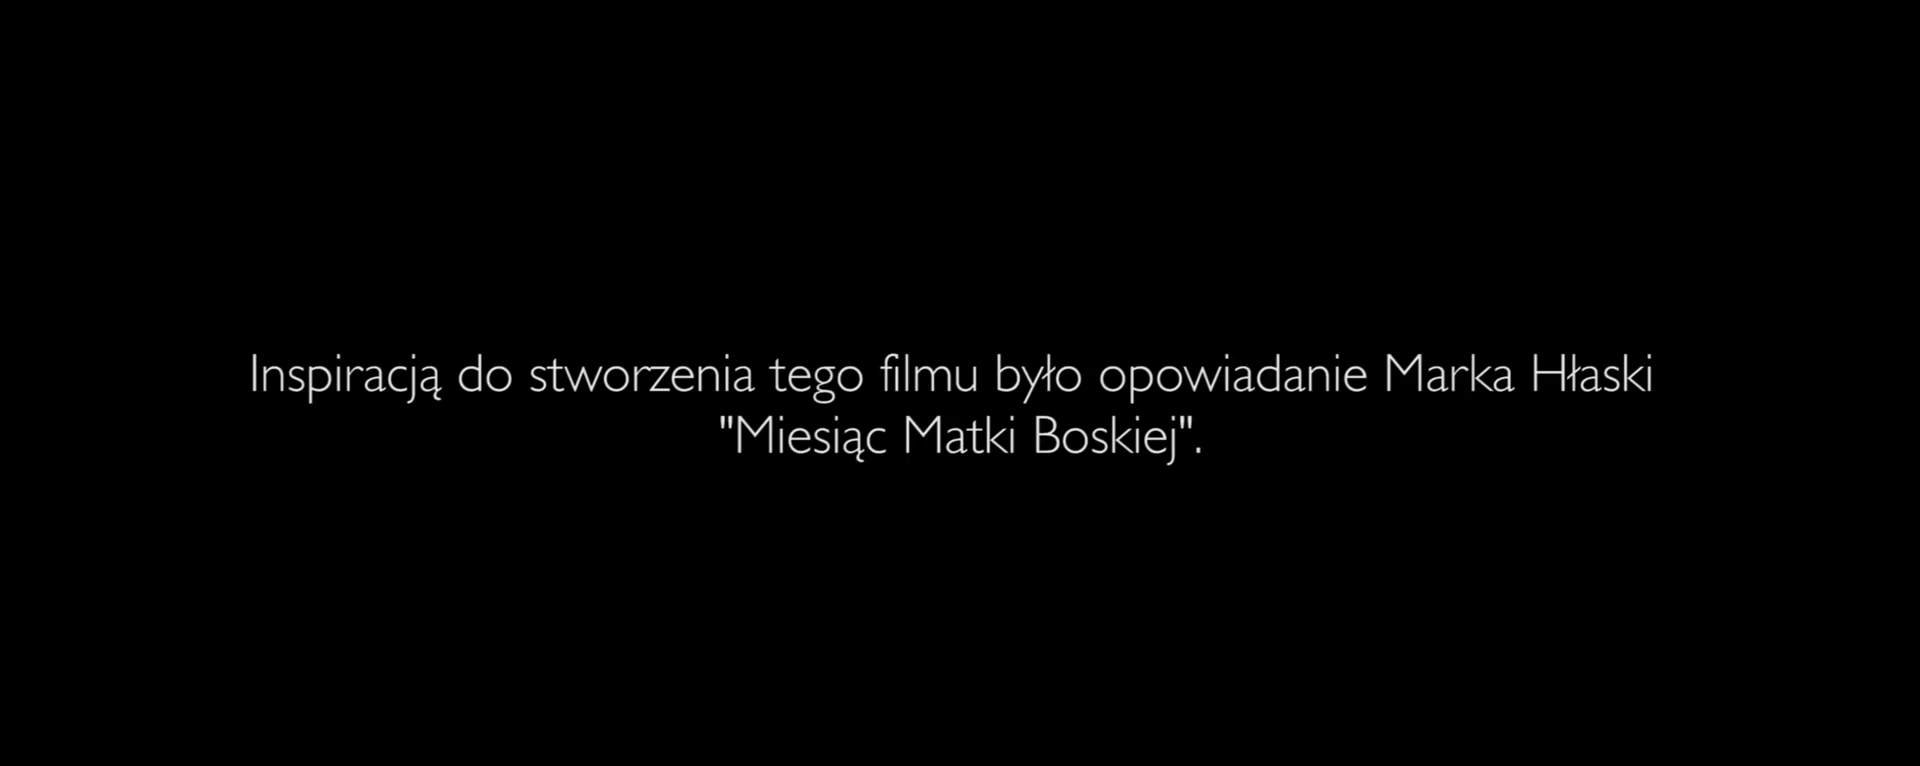 Inspiracją do stworzenia tego filmu było opowiadanie Marka Hłaski
"Miesiąc Matki Boskiej".